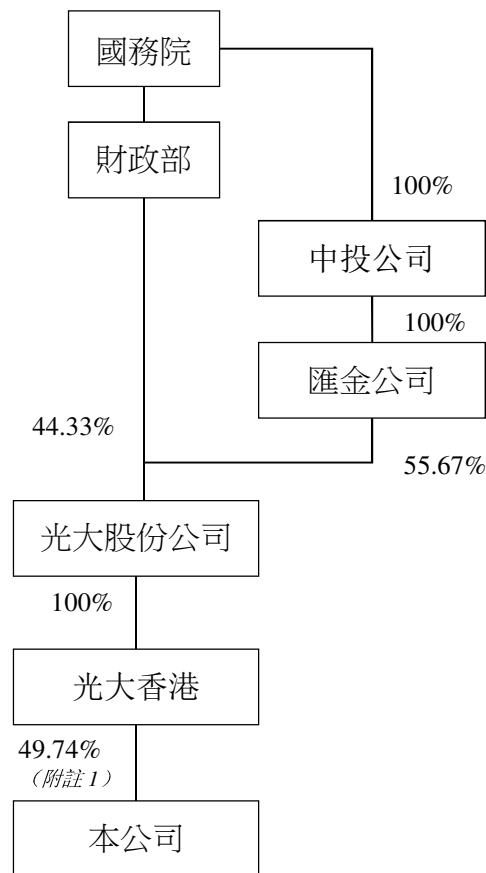 國務院
財政部
100%
中投公司
100%
匯金公司
44.33%
55.67%
光大股份公司
100%
光大香港
49.74%
（附註 1）
本公司